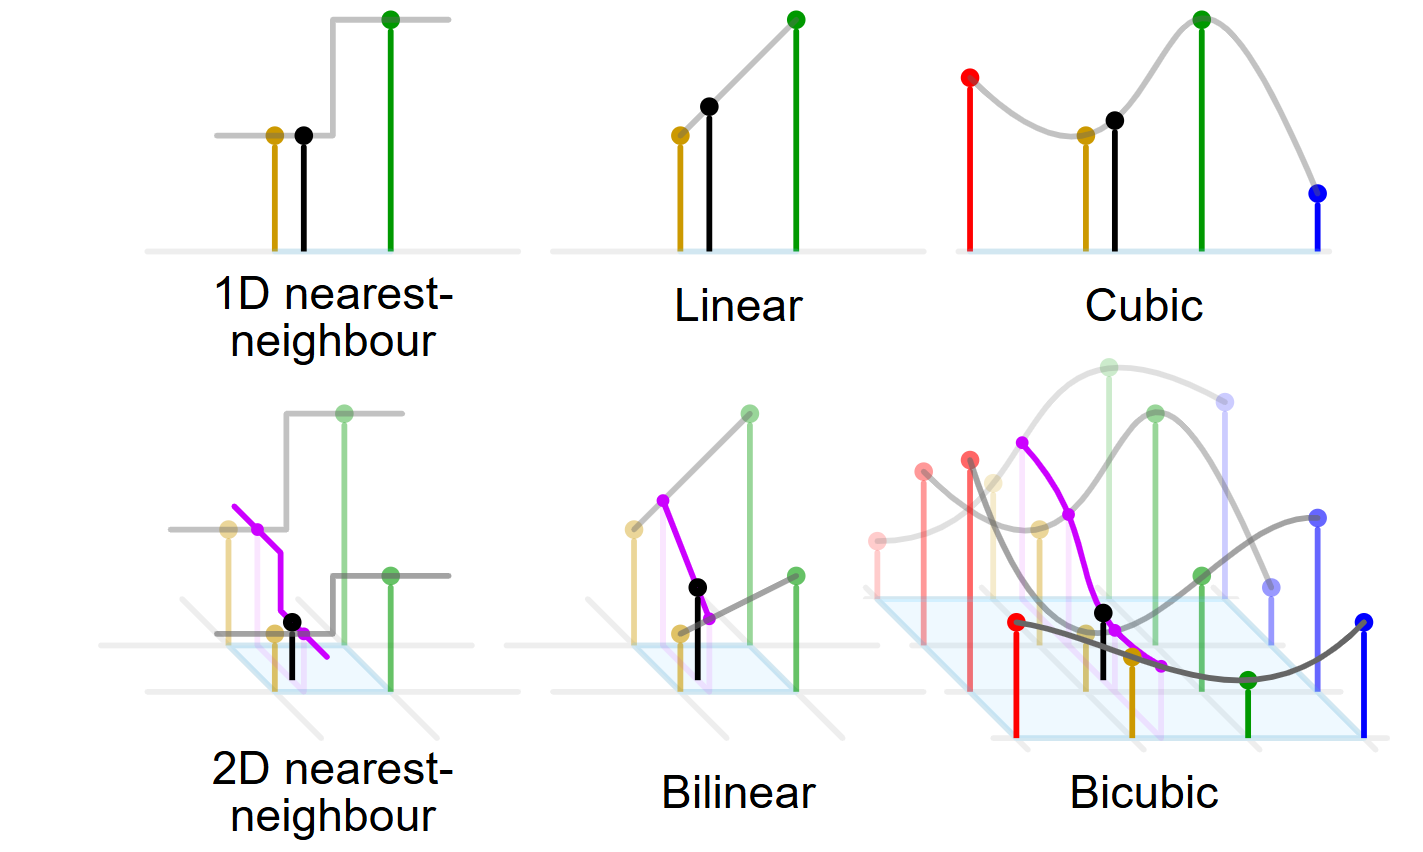 1D nearest-
neighbour
Linear
Cubic
2D nearest-
neighbour
Bilinear
Bicubic